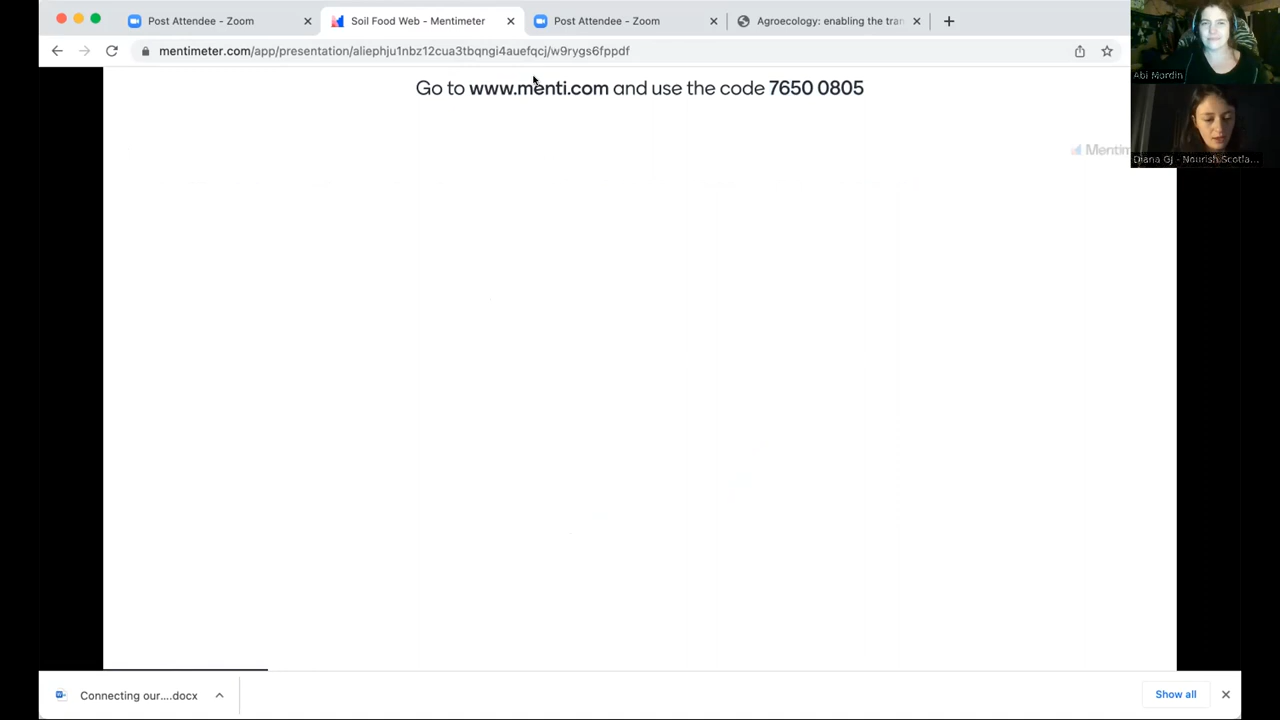 Post Attendee - Zoom
Soil Food Web - Mentimeter
Post Attendee - Zoom
Agroecology: enabling the tran
mentimeter.com/app/presentation/aliephju1nbz12cua3tbqngi4auefqcj/w9rygs6fppdf
Go to www.menti.com and use the code 7650 0805
Abi Mordin
Mentim
Diana GJ - Nourish Scotla...
Connecting our....docx
Show all